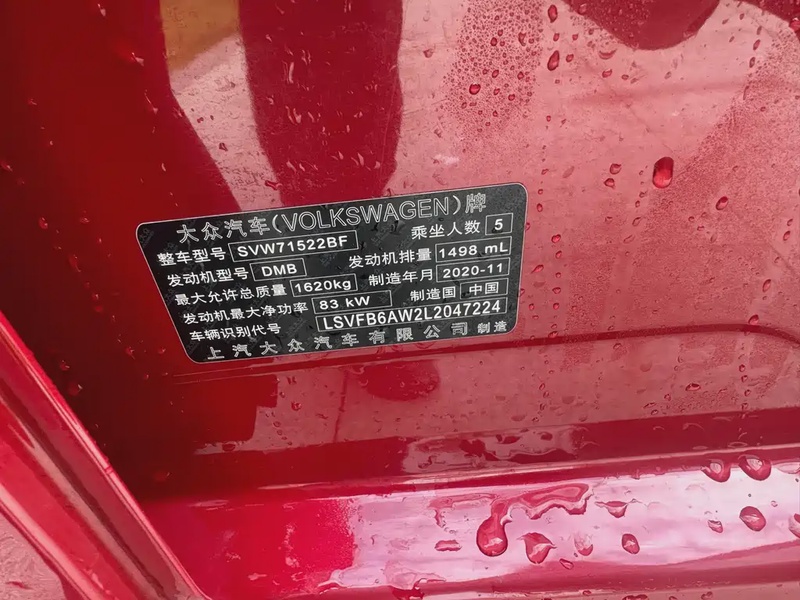 大众汽车(VOLKSWAGEN)牌
整车型号 SVW71522BF 乘坐人数 5
发动机型号 DMB 发动机排量 1498 mL
最大允许总质量 1620kg 制造年月 2020-11
发动机最大净功率 83 kW 制造国 中国
车辆识别代号 LSVFB6AW2L2047224
上汽大众汽车有限公司 制造